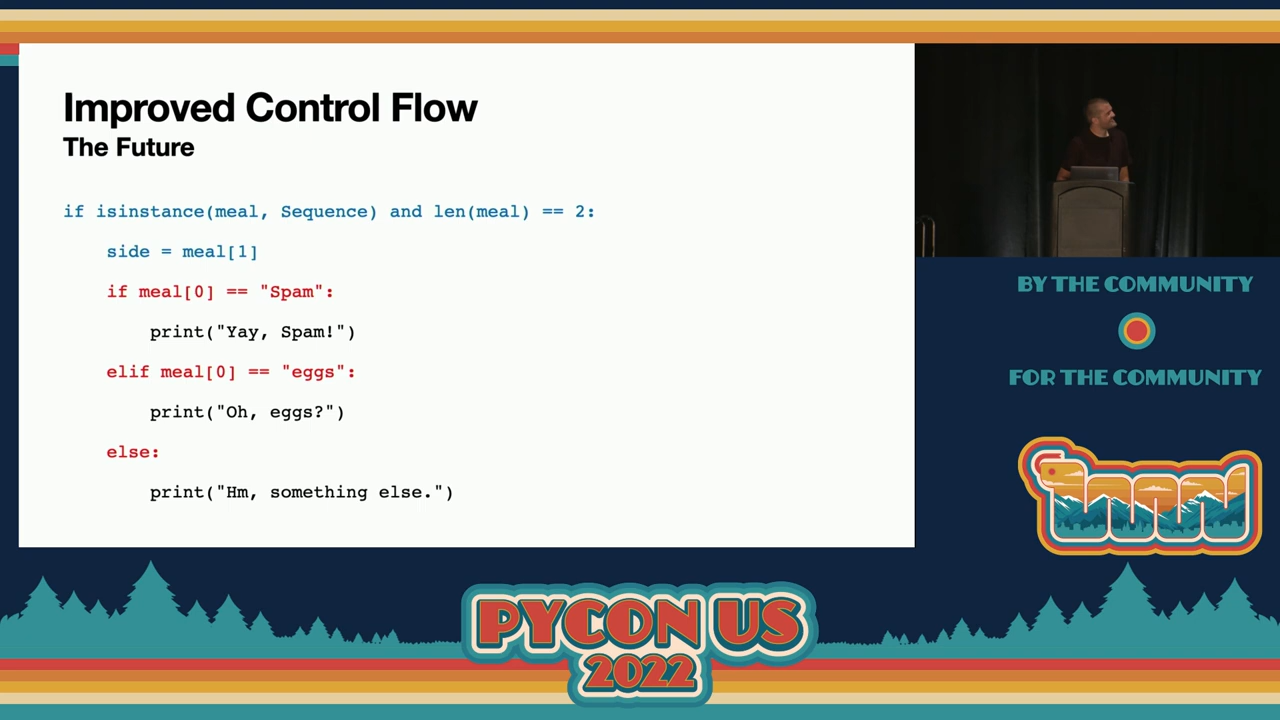 Improved Control Flow
The Future
if isinstance(meal, Sequence) and len(meal) == 2:
    side = meal[1]
    if meal[0] == "Spam":
        print("Yay, Spam!")
    elif meal[0] == "eggs":
        print("Oh, eggs?")
    else:
        print("Hm, something else.")
BY THE COMMUNITY
FOR THE COMMUNITY
PYCON US
2022